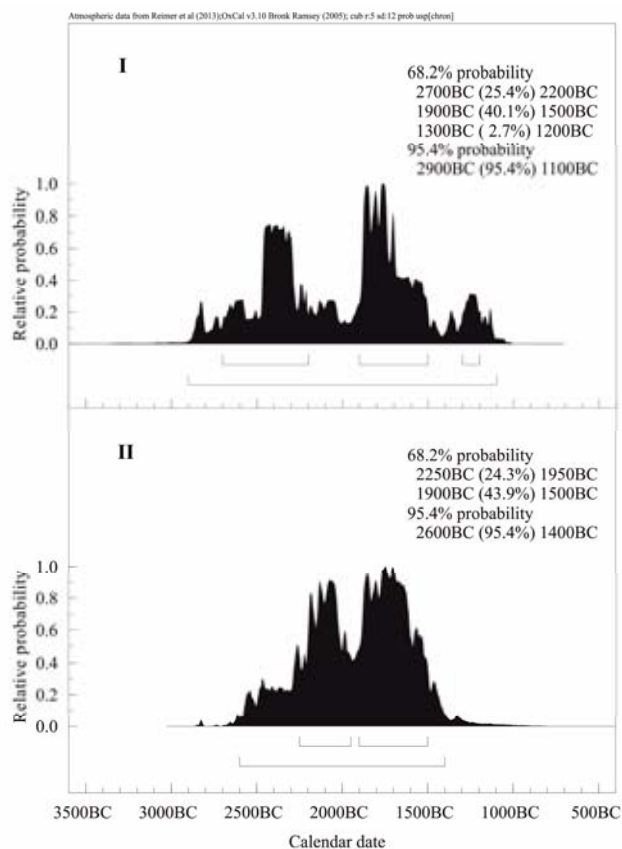 Atmospheric data from Reimer et al (2013);OxCal v3.10 Bronk Ramsey (2005); cub r:5 sd:12 prob usp[chron]
I
68.2% probability
2700BC (25.4%) 2200BC
1900BC (40.1%) 1500BC
1300BC ( 2.7%) 1200BC
95.4% probability
2900BC (95.4%) 1100BC
Relative probability
1.0
0.8
0.6
0.4
0.2
0.0
II
68.2% probability
2250BC (24.3%) 1950BC
1900BC (43.9%) 1500BC
95.4% probability
2600BC (95.4%) 1400BC
Relative probability
1.0
0.8
0.6
0.4
0.2
0.0
3500BC 3000BC 2500BC 2000BC 1500BC 1000BC 500BC
Calendar date